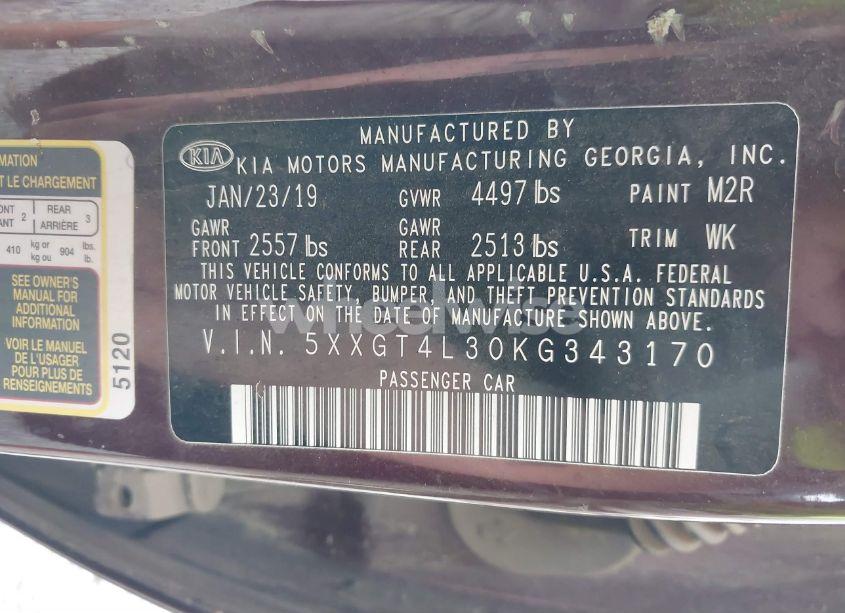 MATION
T LE CHARGEMENT
ONT 2 REAR 3
ANT ARRIÈRE
410 kg or 904 lbs.
kg ou lb.
SEE OWNER'S
MANUAL FOR
ADDITIONAL
INFORMATION
VOIR LE MANUEL
DE L'USAGER
POUR PLUS DE
RENSEIGNEMENTS
5120
MANUFACTURED BY
KIA KIA MOTORS MANUFACTURING GEORGIA, INC.
JAN/23/19 GVWR 4497 lbs PAINT M2R
GAWR FRONT 2557 lbs GAWR REAR 2513 lbs TRIM WK
THIS VEHICLE CONFORMS TO ALL APPLICABLE U.S.A. FEDERAL
MOTOR VEHICLE SAFETY, BUMPER, AND THEFT PREVENTION STANDARDS
IN EFFECT ON THE DATE OF MANUFACTURE SHOWN ABOVE.
V.I.N. 5XXGT4L30KG343170
PASSENGER CAR
wheelwise